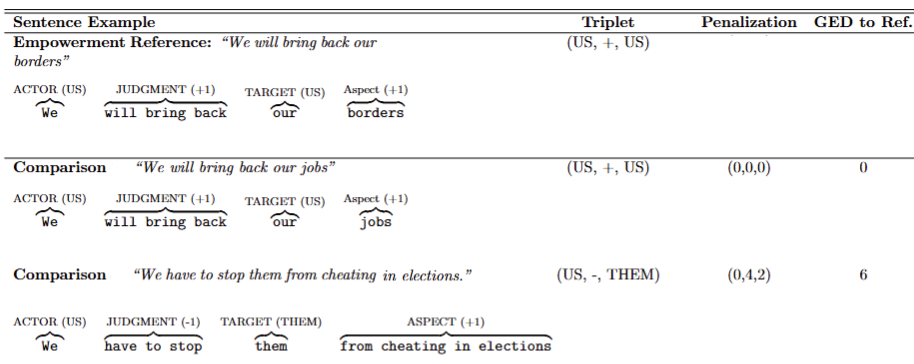 Sentence Example Triplet Penalization GED to Ref.
Empowerment Reference: "We will bring back our (US, +, US)
borders"
ACTOR (US) JUDGMENT (+1) TARGET (US) Aspect (+1)
We will bring back our borders
Comparison "We will bring back our jobs" (US, +, US) (0,0,0) 0
ACTOR (US) JUDGMENT (+1) TARGET (US) Aspect (+1)
We will bring back our jobs
Comparison "We have to stop them from cheating in elections." (US, -, THEM) (0,4,2) 6
ACTOR (US) JUDGMENT (-1) TARGET (THEM) ASPECT (+1)
We have to stop them from cheating in elections